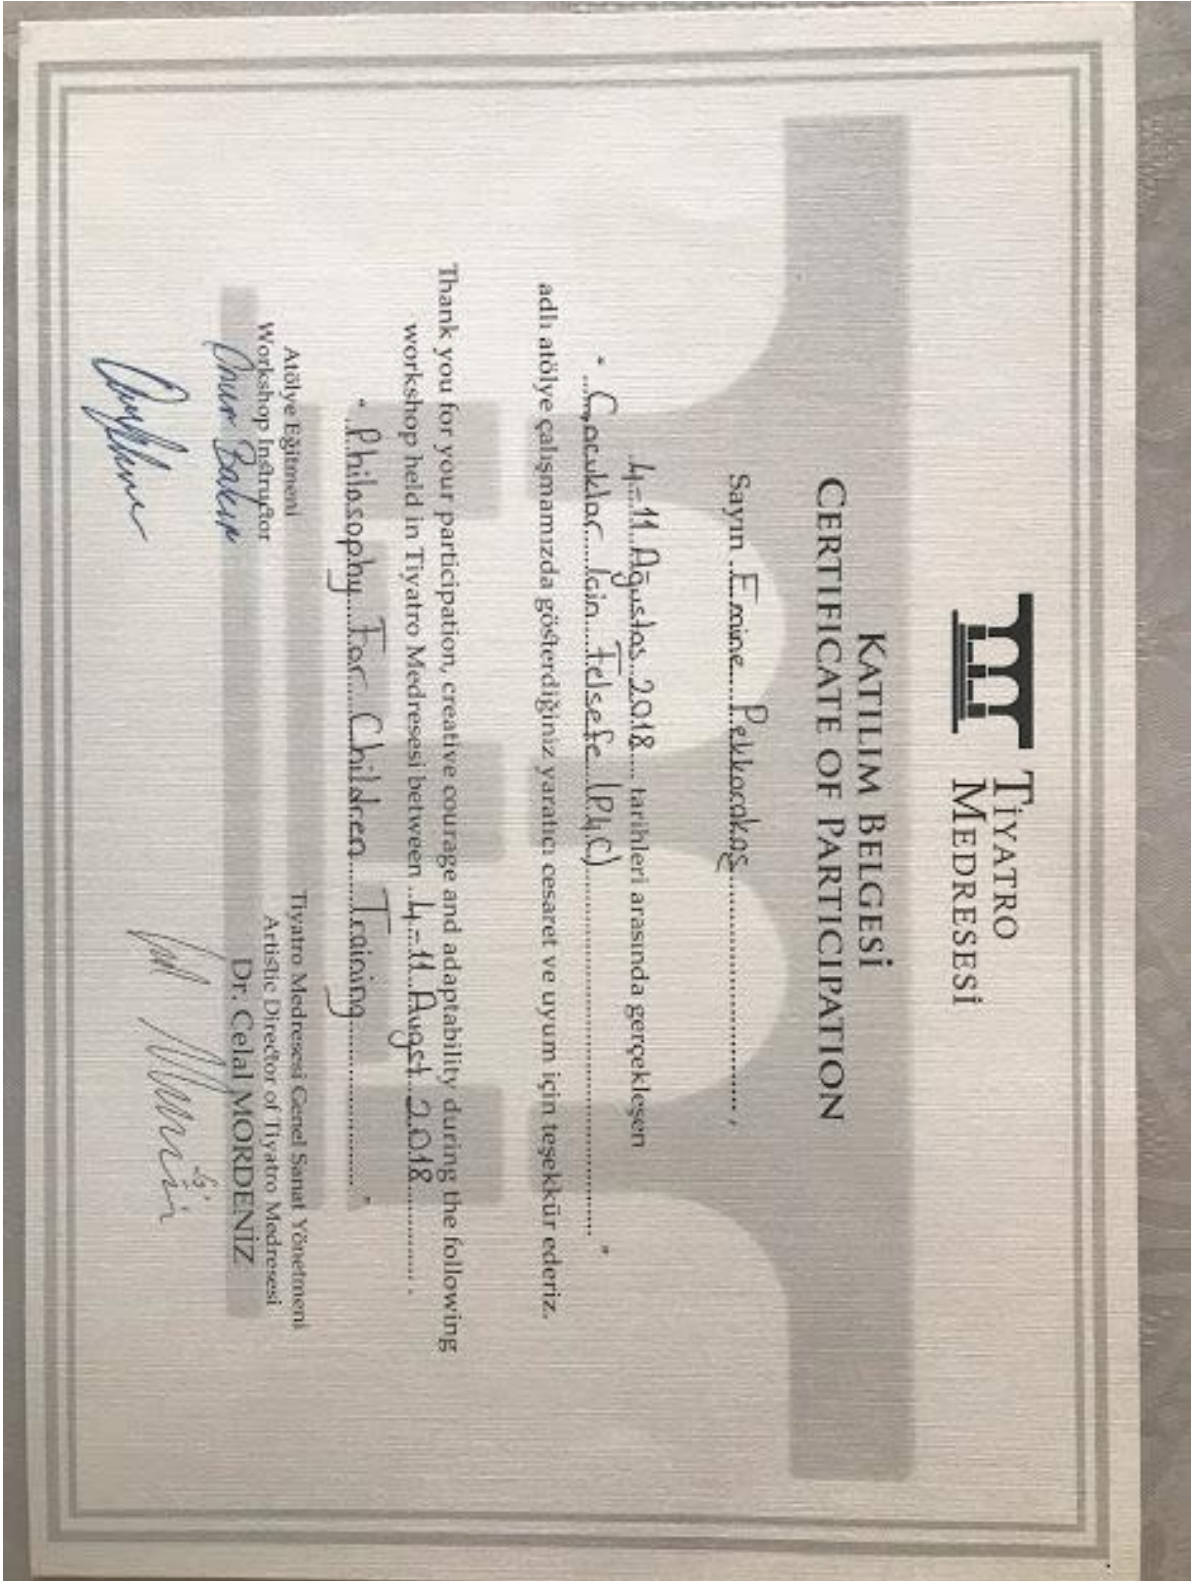 TİYATRO
MEDRESESİ
KATILIM BELGESİ
CERTIFICATE OF PARTICIPATION
Sayın Emine Pekkarakaş,
4-11 Ağustos 2018 tarihleri arasında gerçekleşen
" Çocuklar İçin Felsefe (P4C) "
adlı atölye çalışmamızda gösterdiğiniz yaratıcı cesaret ve uyum için teşekkür ederiz.
Thank you for your participation, creative courage and adaptability during the following
workshop held in Tiyatro Medresesi between 4-11 Augst 2018.
" Philosophy For Children Training "
Atölye Eğitmeni
Workshop Instructor
Onur Bakır
Tiyatro Medresesi Genel Sanat Yönetmeni
Artistic Director of Tiyatro Medresesi
Dr. Celal MORDENİZ